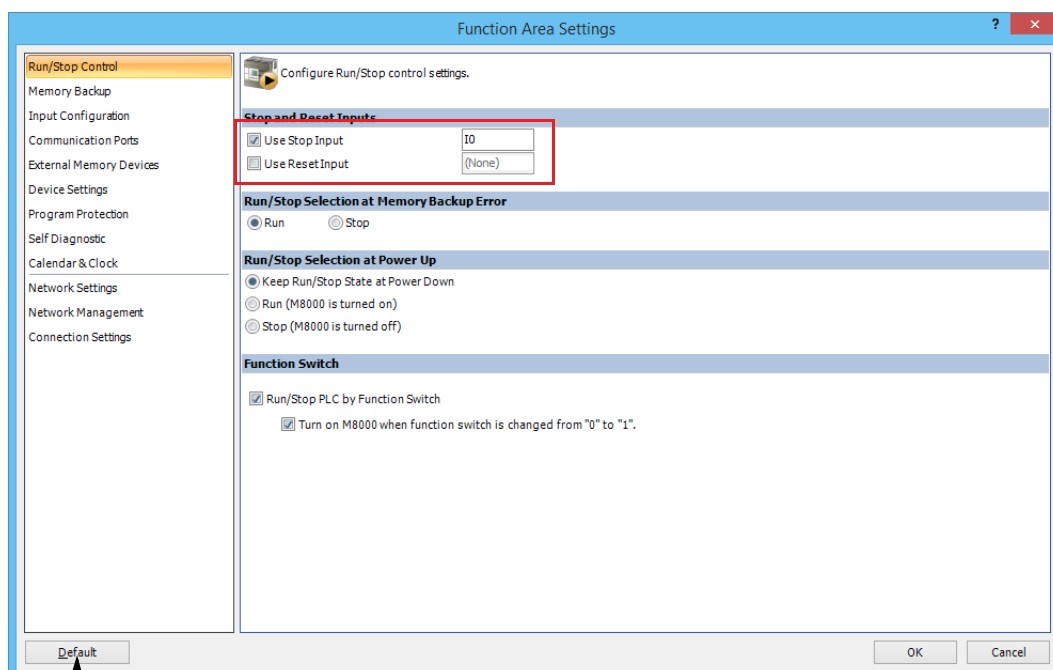 Function Area Settings
?
×
Run/Stop Control
Memory Backup
Input Configuration
Communication Ports
External Memory Devices
Device Settings
Program Protection
Self Diagnostic
Calendar & Clock
Network Settings
Network Management
Connection Settings
Configure Run/Stop control settings.
Stop and Reset Inputs
Use Stop Input I0
Use Reset Input (None)
Run/Stop Selection at Memory Backup Error
Run Stop
Run/Stop Selection at Power Up
Keep Run/Stop State at Power Down
Run (M8000 is turned on)
Stop (M8000 is turned off)
Function Switch
Run/Stop PLC by Function Switch
Turn on M8000 when function switch is changed from "0" to "1".
Default
OK
Cancel